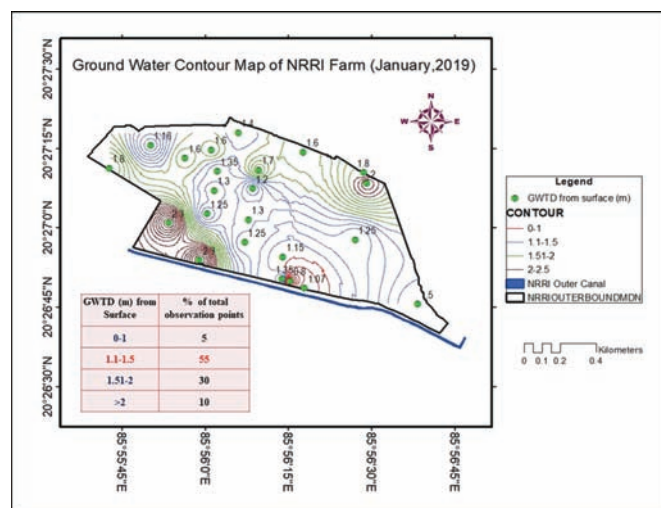 Ground Water Contour Map of NRRI Farm (January,2019)
20°27'30"N
20°27'15"N
20°27'0"N
20°26'45"N
20°26'30"N
N
W
E
S
1.4
1.16
1.6
1.6
1.6
1.8
1.35
1.7
1.8
2
1.3
1.2
1.25
1.3
1.25
1.25
1.15
0.8
1.07
Legend
GWTD from surface (m)
CONTOUR
0-1
1.1-1.5
1.51-2
2-2.5
NRRI Outer Canal
NRRIOUTERBOUNDMDN
Kilometers
0 0.1 0.2 0.4
GWTD (m) from Surface % of total observation points
0-1 5
1.1-1.5 55
1.51-2 30
>2 10
85°55'45"E
85°56'0"E
85°56'15"E
85°56'30"E
85°56'45"E